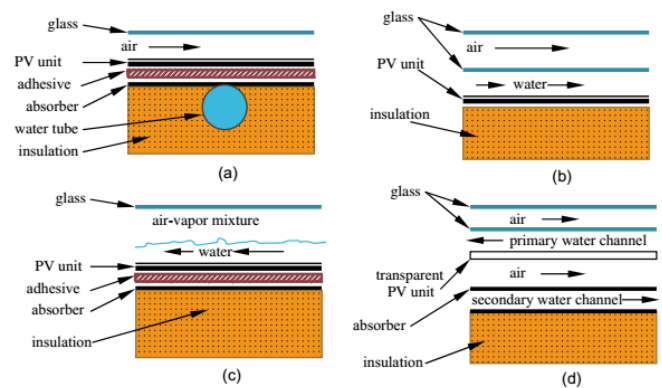 glass
air
PV unit
adhesive
absorber
water tube
insulation
(a)
glass
air
PV unit
water
insulation
(b)
glass
air-vapor mixture
water
PV unit
adhesive
absorber
insulation
(c)
glass
air
primary water channel
transparent
PV unit
air
absorber
secondary water channel
insulation
(d)